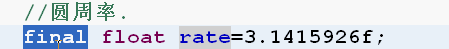 //圆周率.
final float rate=3.1415926f;